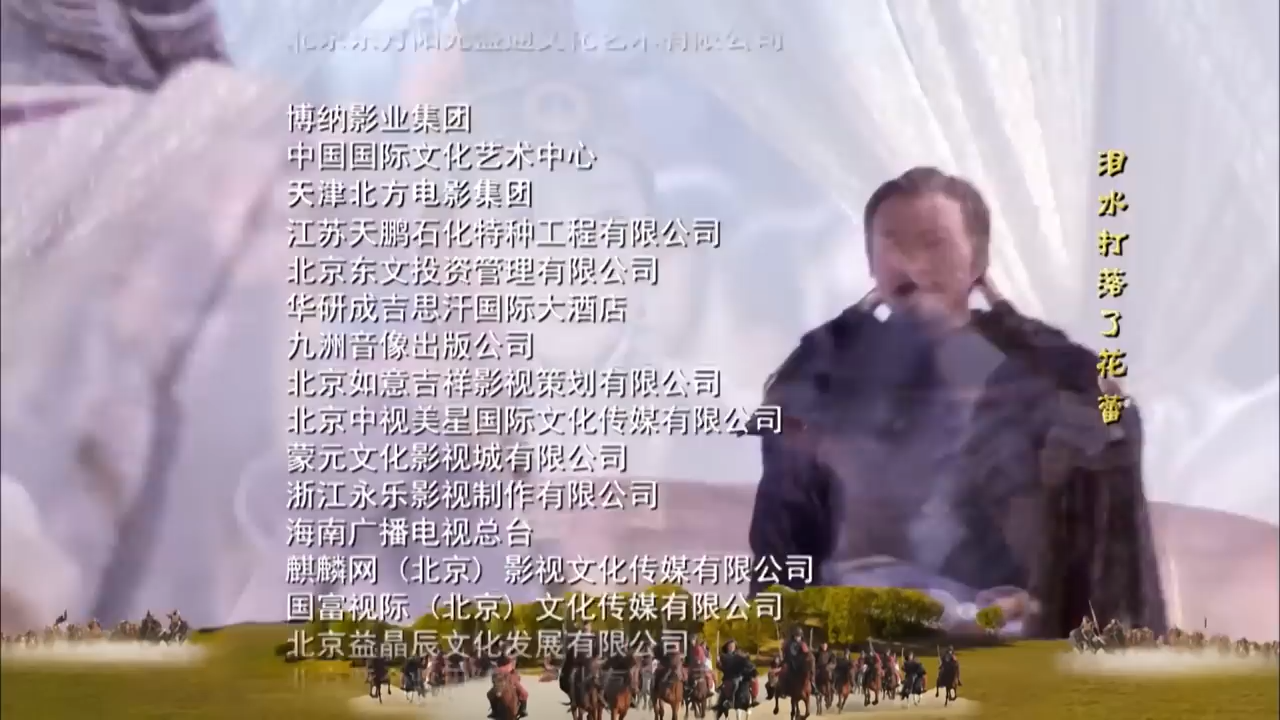 博纳影业集团
中国国际文化艺术中心
天津北方电影集团
江苏天鹏石化特种工程有限公司
北京东文投资管理有限公司
华研成吉思汗国际大酒店
九洲音像出版公司
北京如意吉祥影视策划有限公司
北京中视美星国际文化传媒有限公司
蒙元文化影视城有限公司
浙江永乐影视制作有限公司
海南广播电视总台
麒麟网（北京）影视文化传媒有限公司
国富视际（北京）文化传媒有限公司
北京益晶辰文化发展有限公司
泪水打落了花蕾